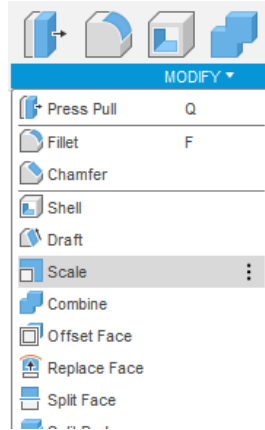 MODIFY ▼
Press Pull Q
Fillet F
Chamfer
Shell
Draft
Scale
Combine
Offset Face
Replace Face
Split Face